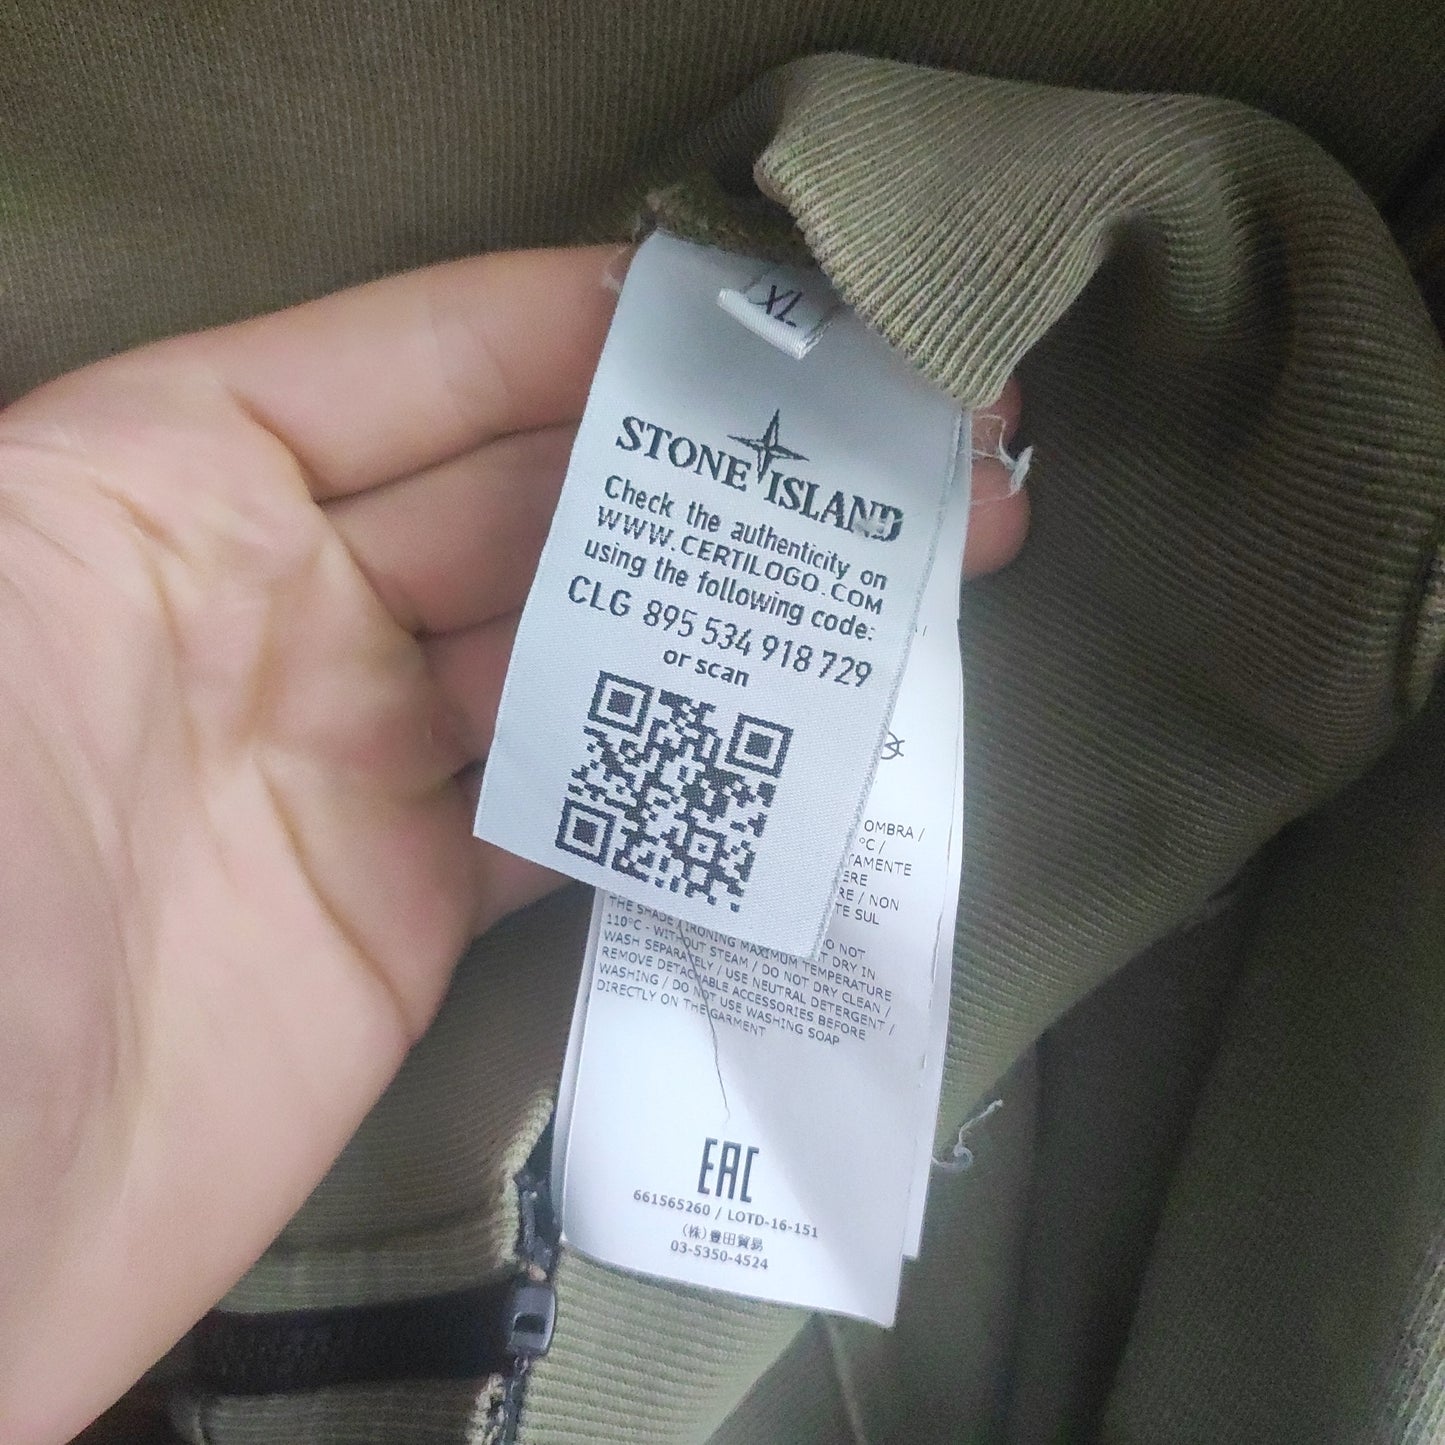 XL
STONE ISLAND
Check the authenticity on
WWW.CERTILOGO.COM
using the following code:
CLG 895 534 918 729
or scan
OMBRA /
°C /
TAMENTE
ERE
RE / NON
TE SUL
THE SHADE / IRONING MAXIMUM TEMPERATURE
110°C - WITHOUT STEAM / DO NOT DRY CLEAN /
WASH SEPARATELY / USE NEUTRAL DETERGENT /
REMOVE DETACHABLE ACCESSORIES BEFORE
WASHING / DO NOT USE WASHING SOAP
DIRECTLY ON THE GARMENT
O NOT
DRY IN
EAC
661565260 / LOTD-16-151
(株)豊田貿易
03-5350-4524